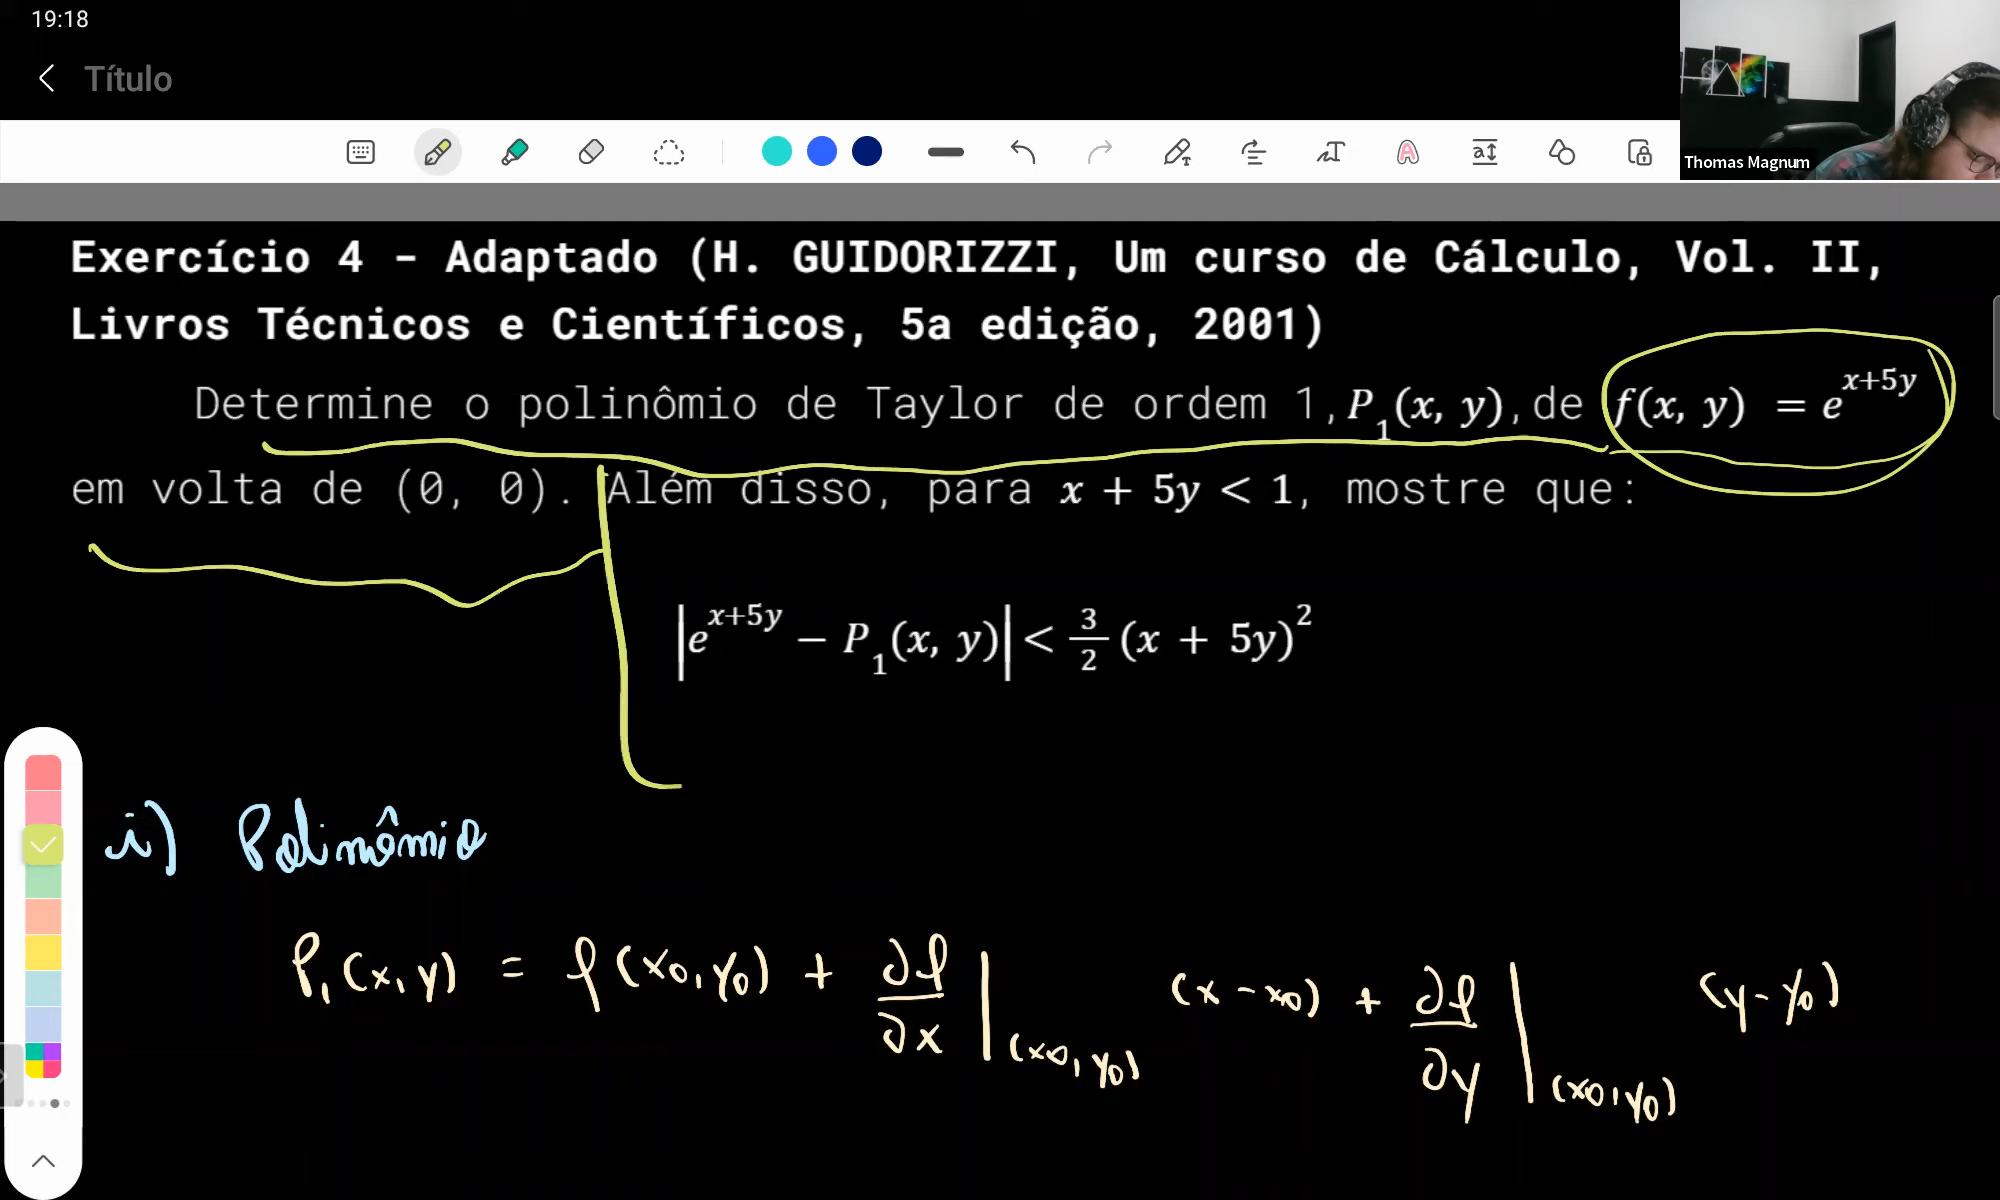 19:18
Título
Thomas Magnum
Exercício 4 - Adaptado (H. GUIDORIZZI, Um curso de Cálculo, Vol. II,
Livros Técnicos e Científicos, 5a edição, 2001)
Determine o polinômio de Taylor de ordem 1, P₁(x, y), de f(x, y) = e^{x+5y}
em volta de (0, 0). Além disso, para x + 5y < 1, mostre que:
|e^{x+5y} − P₁(x, y)| < 3/2 (x + 5y)²
i) Polinômio
P₁(x, y) = f(x₀, y₀) + ∂f/∂x |(x₀, y₀) (x - x₀) + ∂f/∂y |(x₀, y₀) (y - y₀)